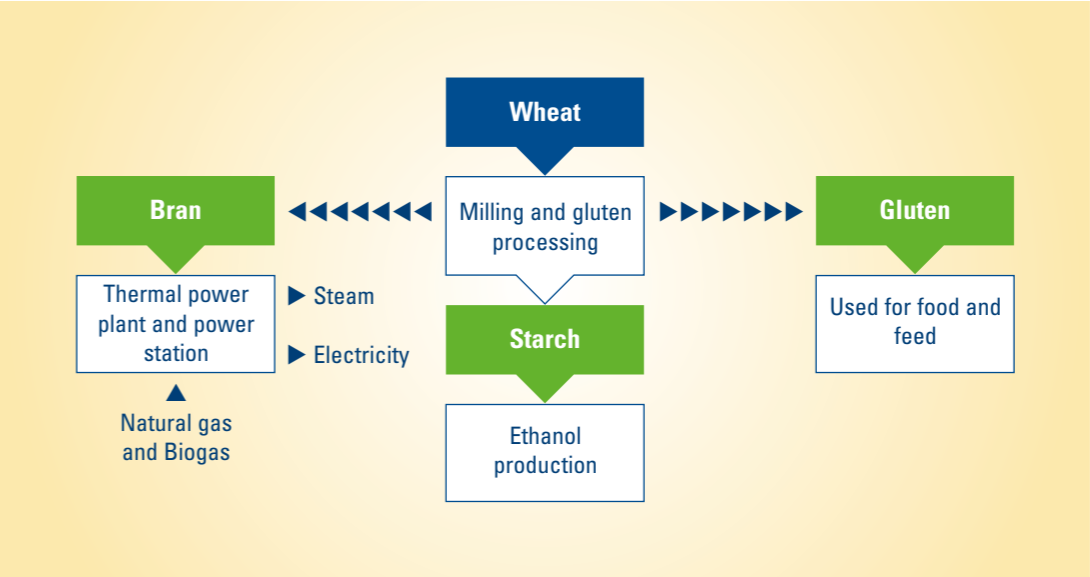 Wheat
Bran
Milling and gluten
processing
Gluten
Thermal power
plant and power
station
Steam
Electricity
Starch
Used for food and
feed
Natural gas
and Biogas
Ethanol
production